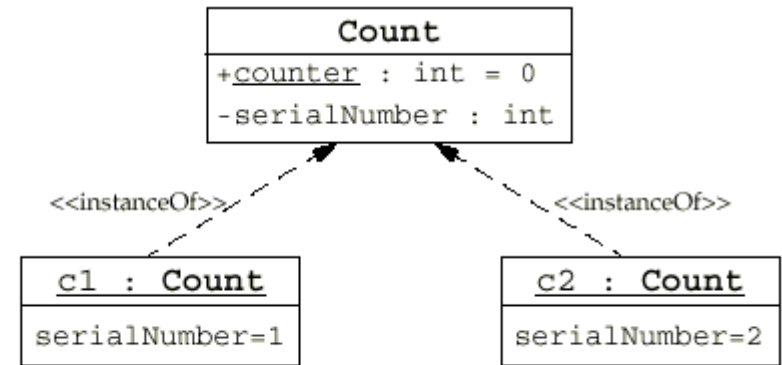 Count
+counter : int = 0
-serialNumber : int
<<instanceOf>>
<<instanceOf>>
c1 : Count
serialNumber=1
c2 : Count
serialNumber=2